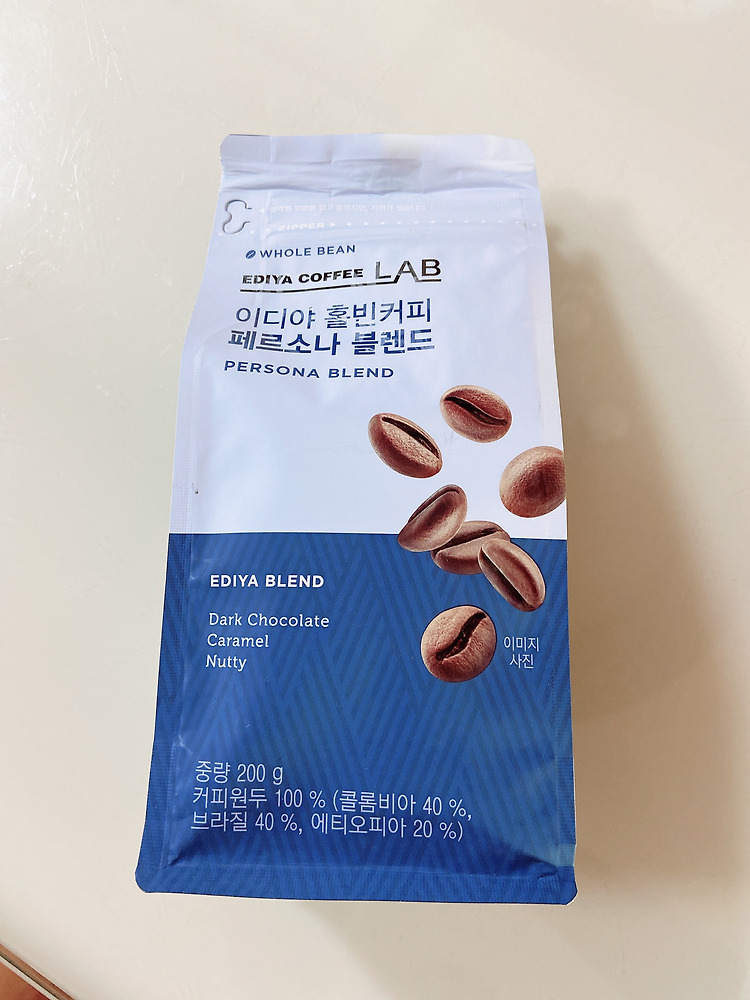 ZIPPER
WHOLE BEAN
EDIYA COFFEE LAB
이디야 홀빈커피
페르소나 블렌드
PERSONA BLEND
EDIYA BLEND
Dark Chocolate
Caramel
Nutty
이미지
사진
중량 200 g
커피원두 100 % (콜롬비아 40 %,
브라질 40 %, 에티오피아 20 %)